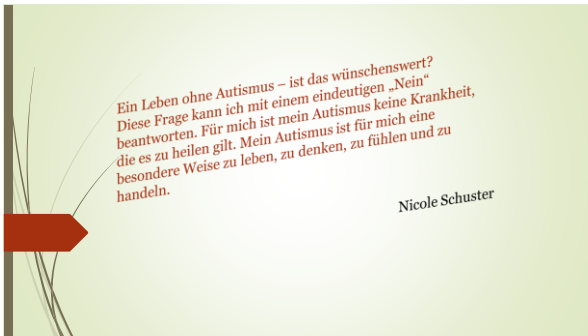 Ein Leben ohne Autismus – ist das wünschenswert?
Diese Frage kann ich mit einem eindeutigen „Nein“
beantworten. Für mich ist mein Autismus keine Krankheit,
die es zu heilen gilt. Mein Autismus ist für mich eine
besondere Weise zu leben, zu denken, zu fühlen und zu
handeln.
Nicole Schuster